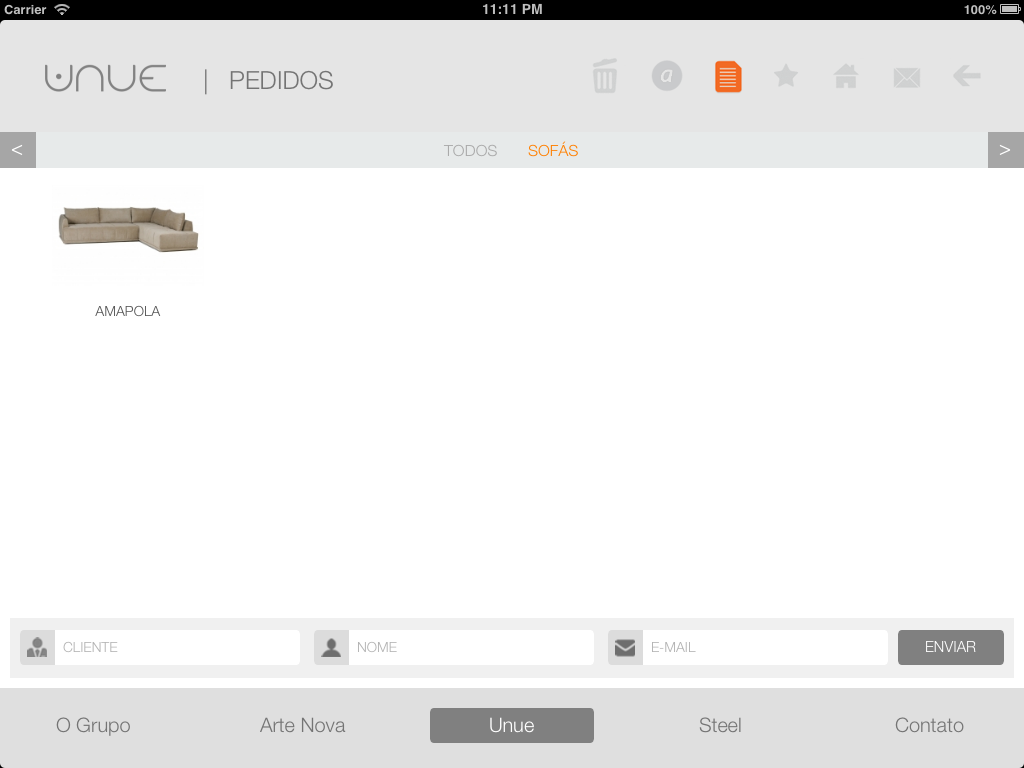 Carrier 11:11 PM 100%
UNUE | PEDIDOS
a
< TODOS SOFÁS >
AMAPOLA
CLIENTE NOME E-MAIL ENVIAR
O Grupo Arte Nova Unue Steel Contato